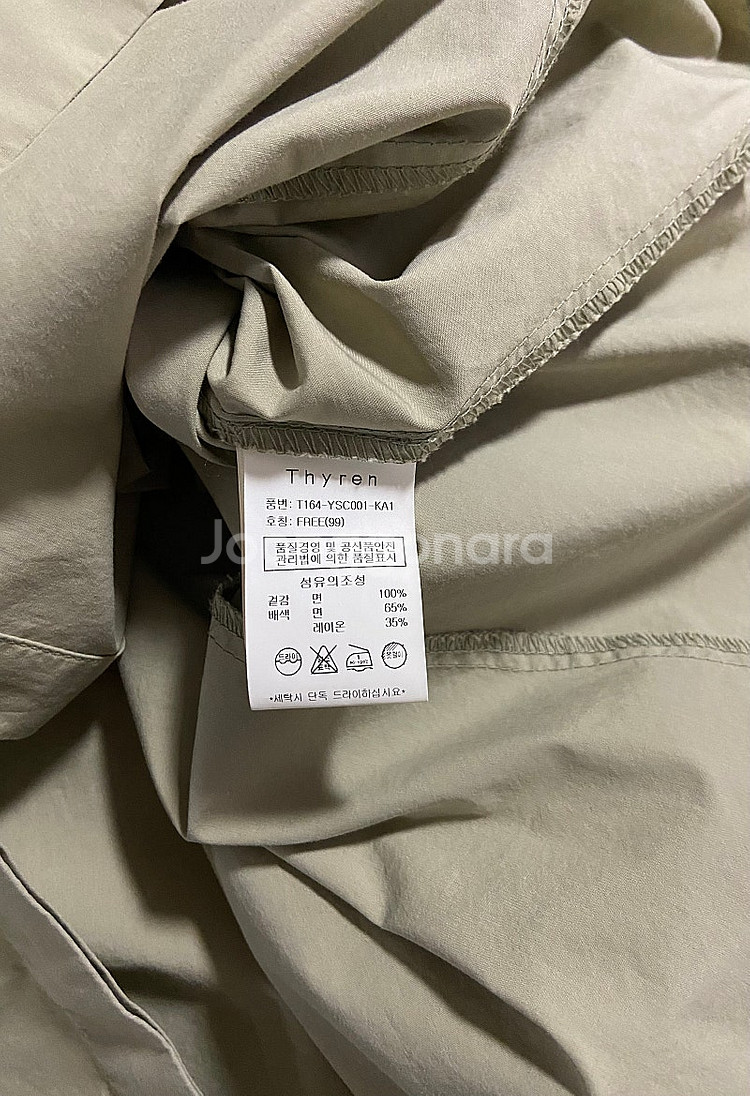 Thyren
품번: T164-YSC001-KA1
호칭: FREE(99)
품질경영 및 공산품안전
관리법에 의한 품질표시
섬유의조성
겉감 면 100%
배색 면 65%
레이온 35%
드라이
옷걸이
*세탁시 단독 드라이하십시요*